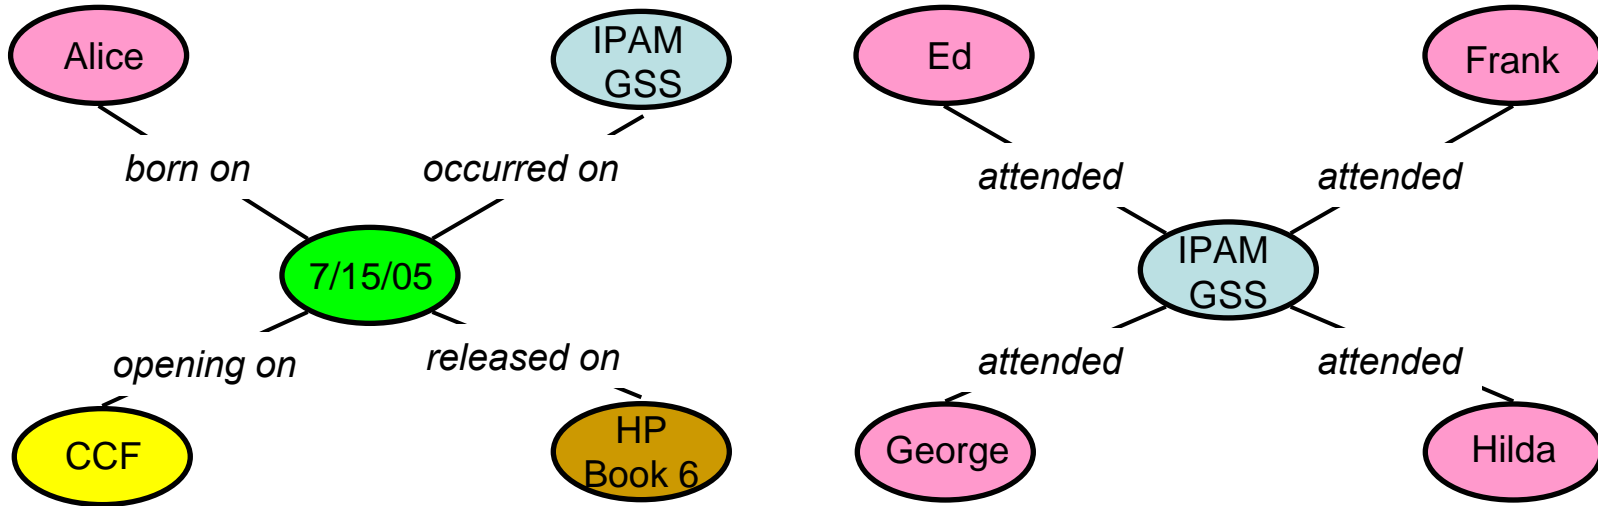 Alice
IPAM
GSS
born on
occurred on
7/15/05
opening on
released on
CCF
HP
Book 6
Ed
Frank
attended
attended
IPAM
GSS
attended
attended
George
Hilda